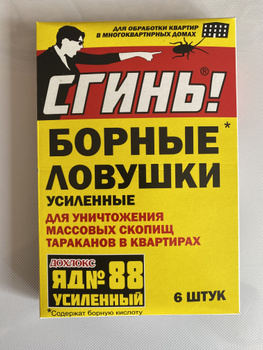 ДЛЯ ОБРАБОТКИ КВАРТИР
В МНОГОКВАРТИРНЫХ ДОМАХ
СГИНЬ!®
БОРНЫЕ*
ЛОВУШКИ
УСИЛЕННЫЕ
ДЛЯ УНИЧТОЖЕНИЯ
МАССОВЫХ СКОПИЩ
ТАРАКАНОВ В КВАРТИРАХ
ДОХЛОКС
ЯД№88
УСИЛЕННЫЙ
6 ШТУК
*Содержат борную кислоту